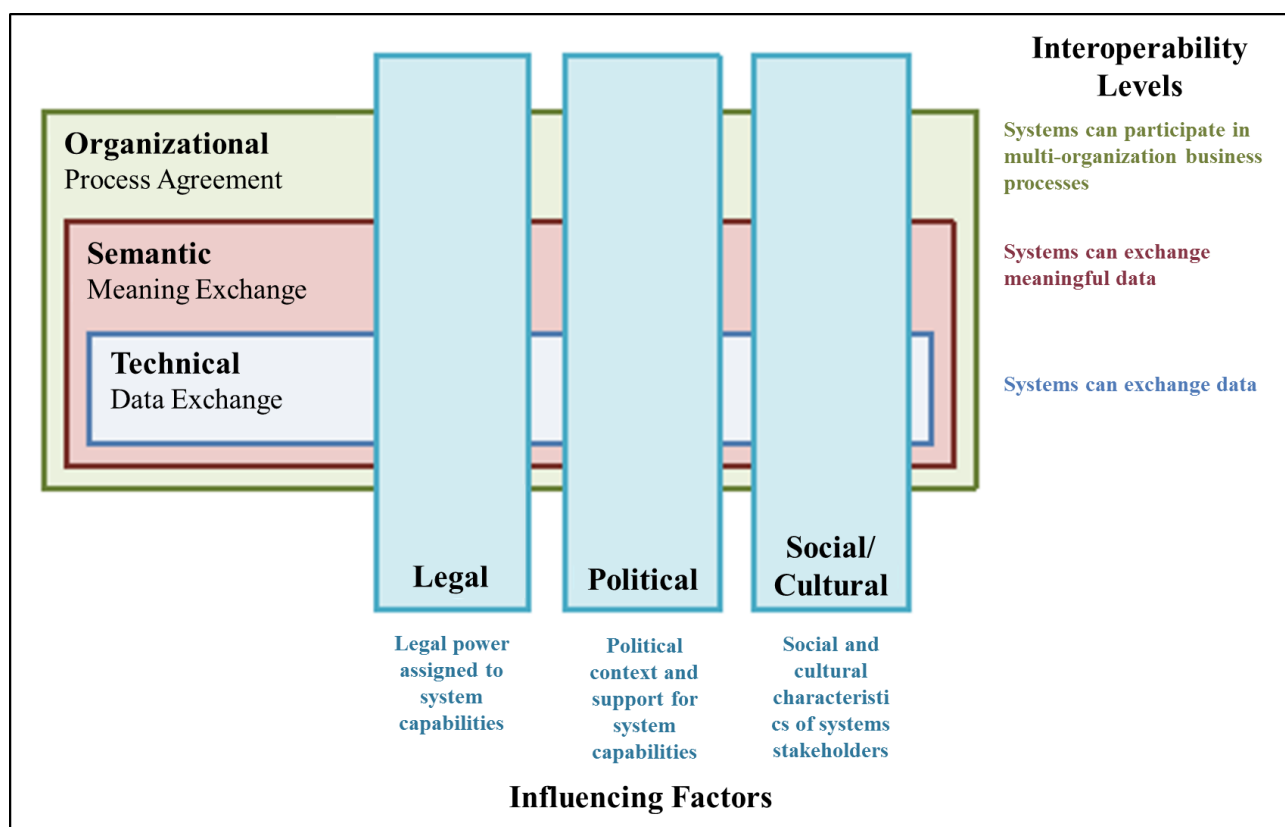 Interoperability
Levels
Organizational
Process Agreement
Systems can participate in
multi-organization business
processes
Semantic
Meaning Exchange
Systems can exchange
meaningful data
Technical
Data Exchange
Systems can exchange data
Legal
Political
Social/
Cultural
Legal power
assigned to
system
capabilities
Political
context and
support for
system
capabilities
Social and
cultural
characteristi
cs of systems
stakeholders
Influencing Factors